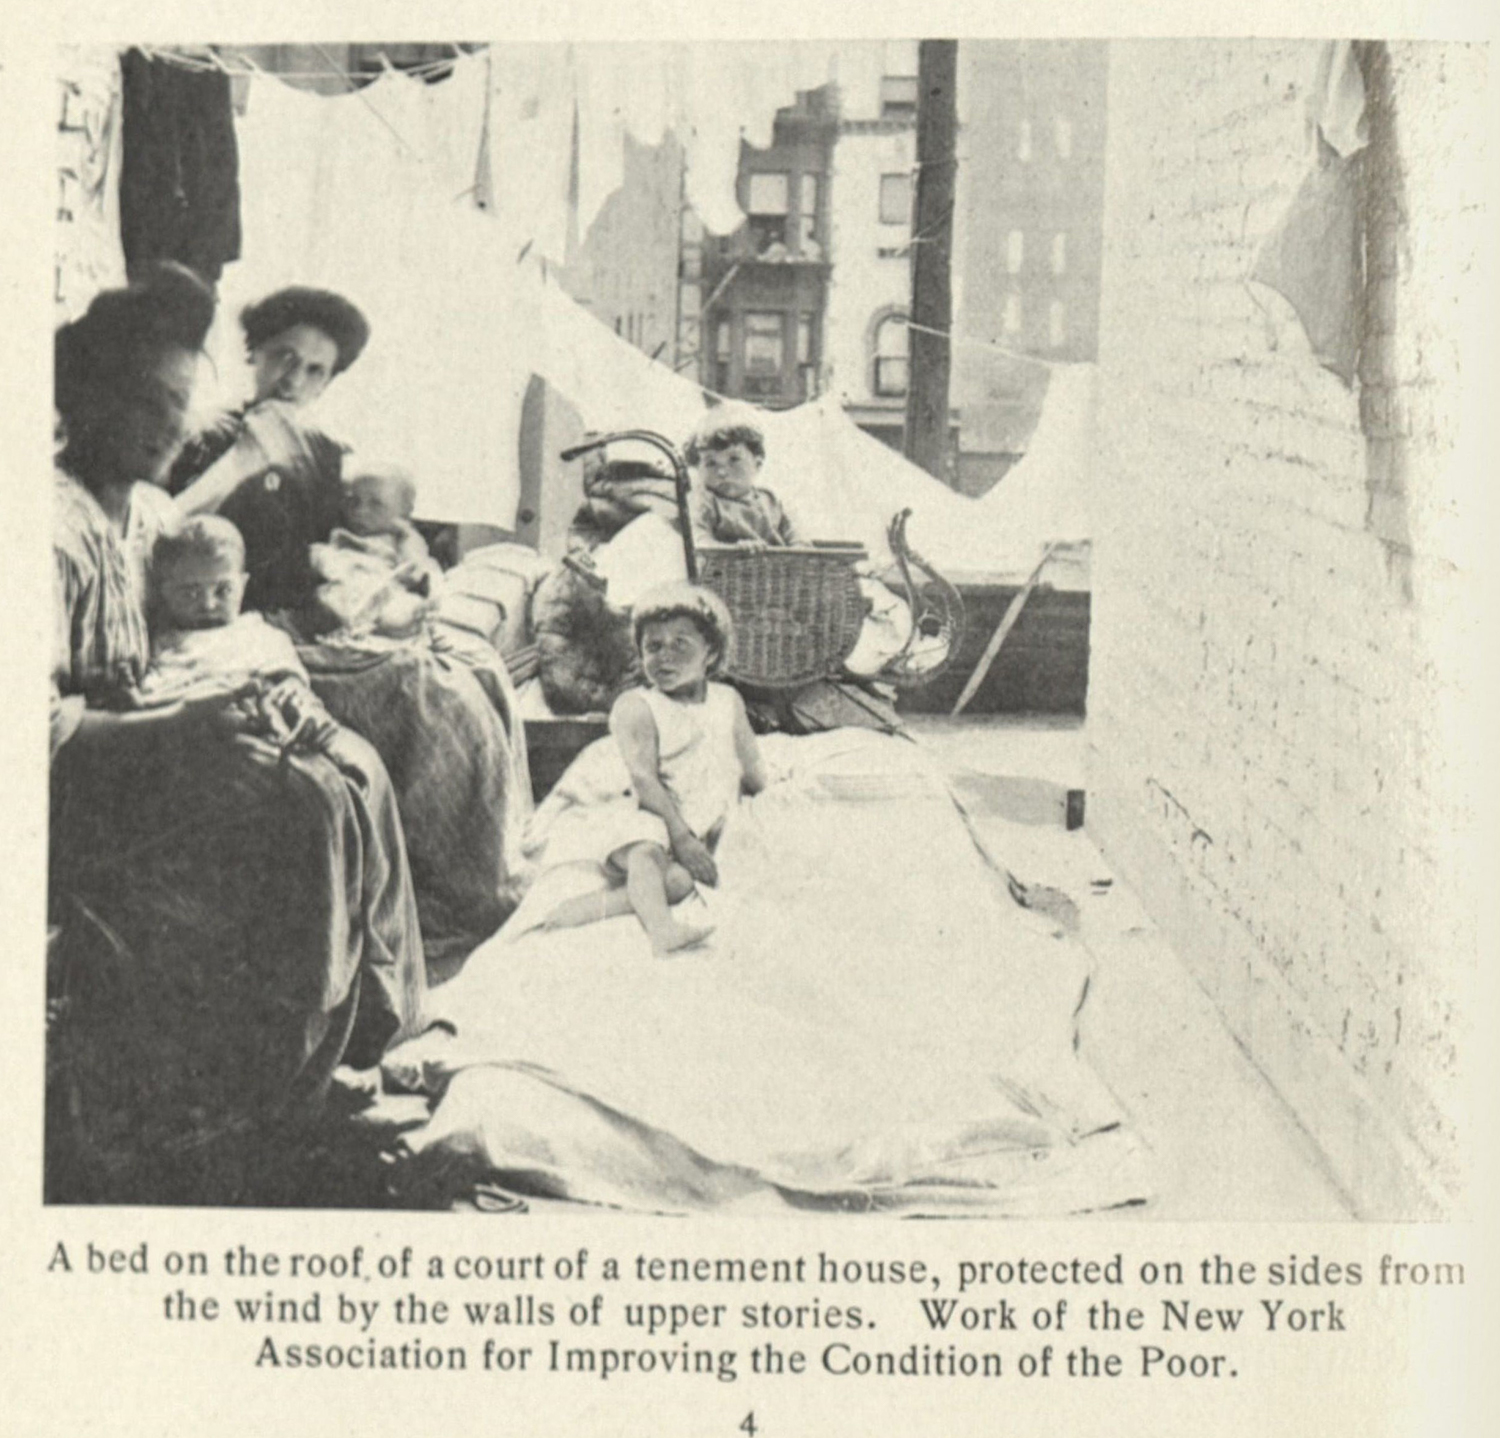 A bed on the roof of a court of a tenement house, protected on the sides from
the wind by the walls of upper stories. Work of the New York
Association for Improving the Condition of the Poor.
4